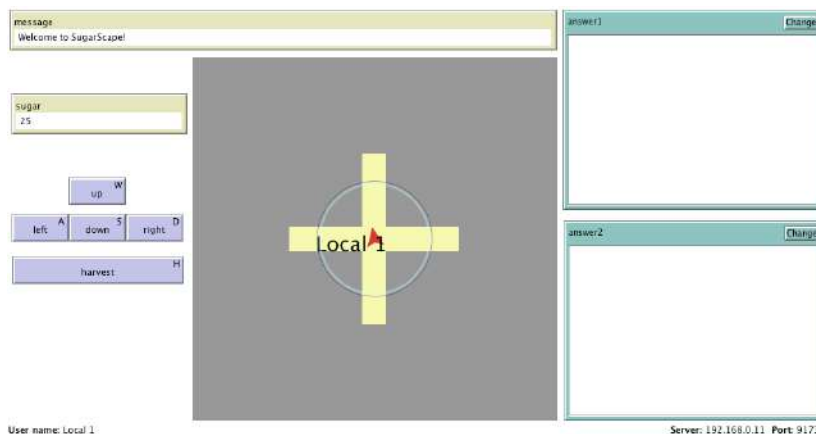 message
Welcome to SugarScape!
answer1
Change
sugar
25
W
up
A
left
S
down
D
right
H
harvest
Local 1
answer2
Change
User name: Local 1
Server: 192.168.0.11 Port: 9173